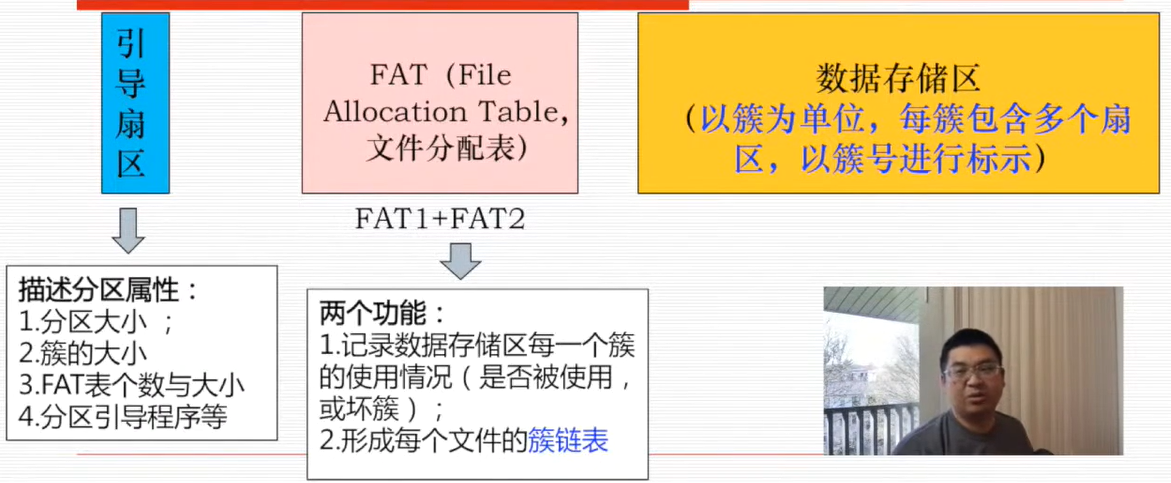 引
导
扇
区
FAT（File
Allocation Table，
文件分配表）
数据存储区
（以簇为单位，每簇包含多个扇
区，以簇号进行标示）
FAT1+FAT2
描述分区属性：
1.分区大小 ；
2.簇的大小
3.FAT表个数与大小
4.分区引导程序等
两个功能：
1.记录数据存储区每一个簇
的使用情况（是否被使用，
或坏簇）；
2.形成每个文件的簇链表